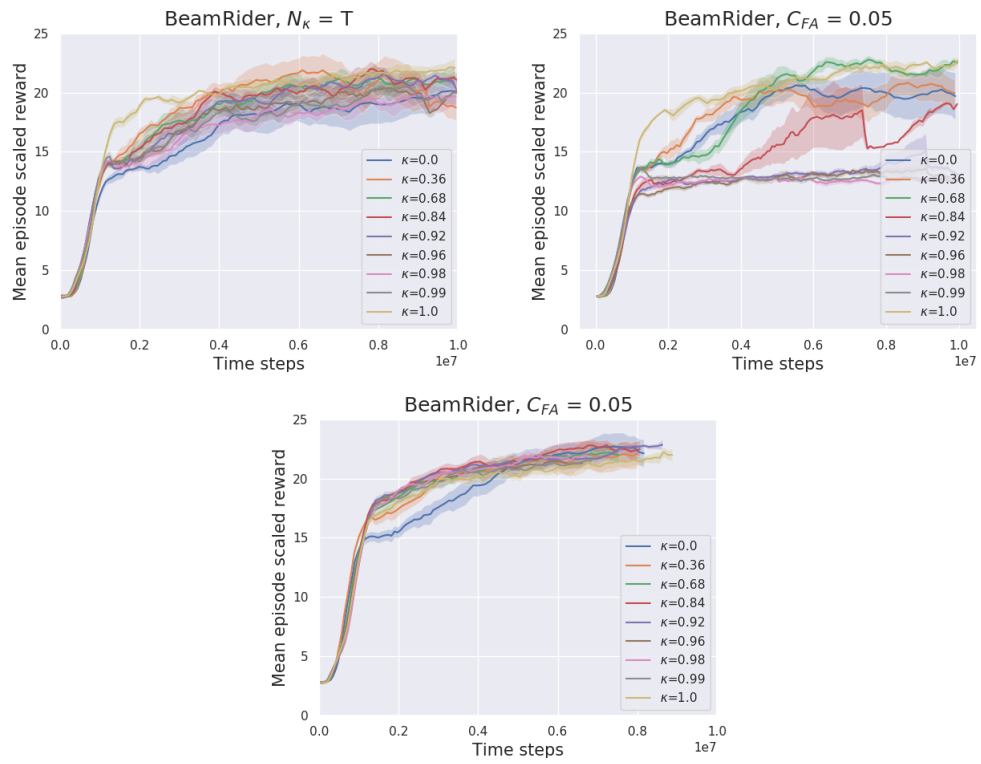 BeamRider, Nκ = T
Mean episode scaled reward
25
20
15
10
5
0
0.0 0.2 0.4 0.6 0.8 1.0
1e7
Time steps
κ=0.0
κ=0.36
κ=0.68
κ=0.84
κ=0.92
κ=0.96
κ=0.98
κ=0.99
κ=1.0
BeamRider, CFA = 0.05
Mean episode scaled reward
25
20
15
10
5
0
0.0 0.2 0.4 0.6 0.8 1.0
1e7
Time steps
κ=0.0
κ=0.36
κ=0.68
κ=0.84
κ=0.92
κ=0.96
κ=0.98
κ=0.99
κ=1.0
BeamRider, CFA = 0.05
Mean episode scaled reward
25
20
15
10
5
0
0.0 0.2 0.4 0.6 0.8 1.0
1e7
Time steps
κ=0.0
κ=0.36
κ=0.68
κ=0.84
κ=0.92
κ=0.96
κ=0.98
κ=0.99
κ=1.0